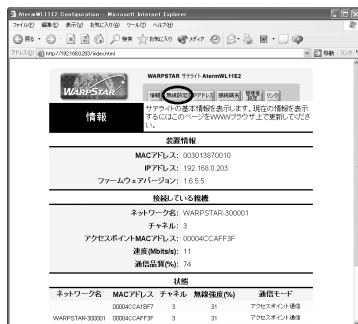 AtermWL11E2 Configuration - Microsoft Internet Explorer
ファイル(F) 編集(E) 表示(V) お気に入り(A) ツール(T) ヘルプ(H)
戻る 検索 お気に入り メディア
アドレス(D) http://192.168.0.203/index.html 移動 リンク
WARPSTAR サテライト AtermWL11E2
WARPSTAR
情報 無線設定 IPアドレス 接続端末 リンク
情報
サテライトの基本情報を表示します。現在の情報を表示するにはこのページをWWWブラウザ上で更新してください。
装置情報
MACアドレス: 003013870010
IPアドレス: 192.168.0.203
ファームウェアバージョン: 1.6.5.5
接続している親機
ネットワーク名: WARPSTAR-300001
チャネル: 3
アクセスポイントMACアドレス: 00004CCAFF3F
速度(Mbits/s): 11
通信品質(%): 74
状態
ネットワーク名 MACアドレス チャネル 無線強度(%) 通信モード
00004CCA1BF7 3 31 アクセスポイント通信
WARPSTAR-300001 00004CCAFF3F 3 31 アクセスポイント通信